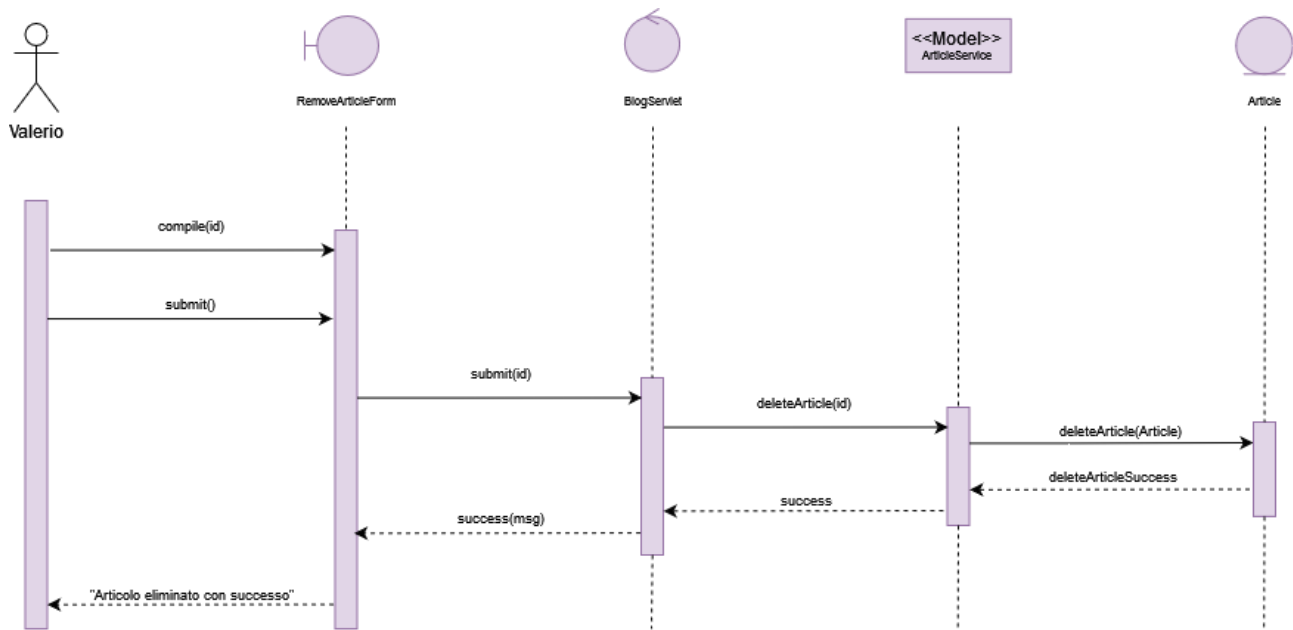 <<Model>>
ArticleService
RemoveArticleForm
BlogServlet
Article
Valerio
compile(id)
submit()
submit(id)
deleteArticle(id)
deleteArticle(Article)
deleteArticleSuccess
success
success(msg)
"Articolo eliminato con successo"